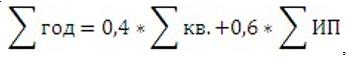 ∑ год = 0,4 * ∑ кв.+0,6 * ∑ ИП ,